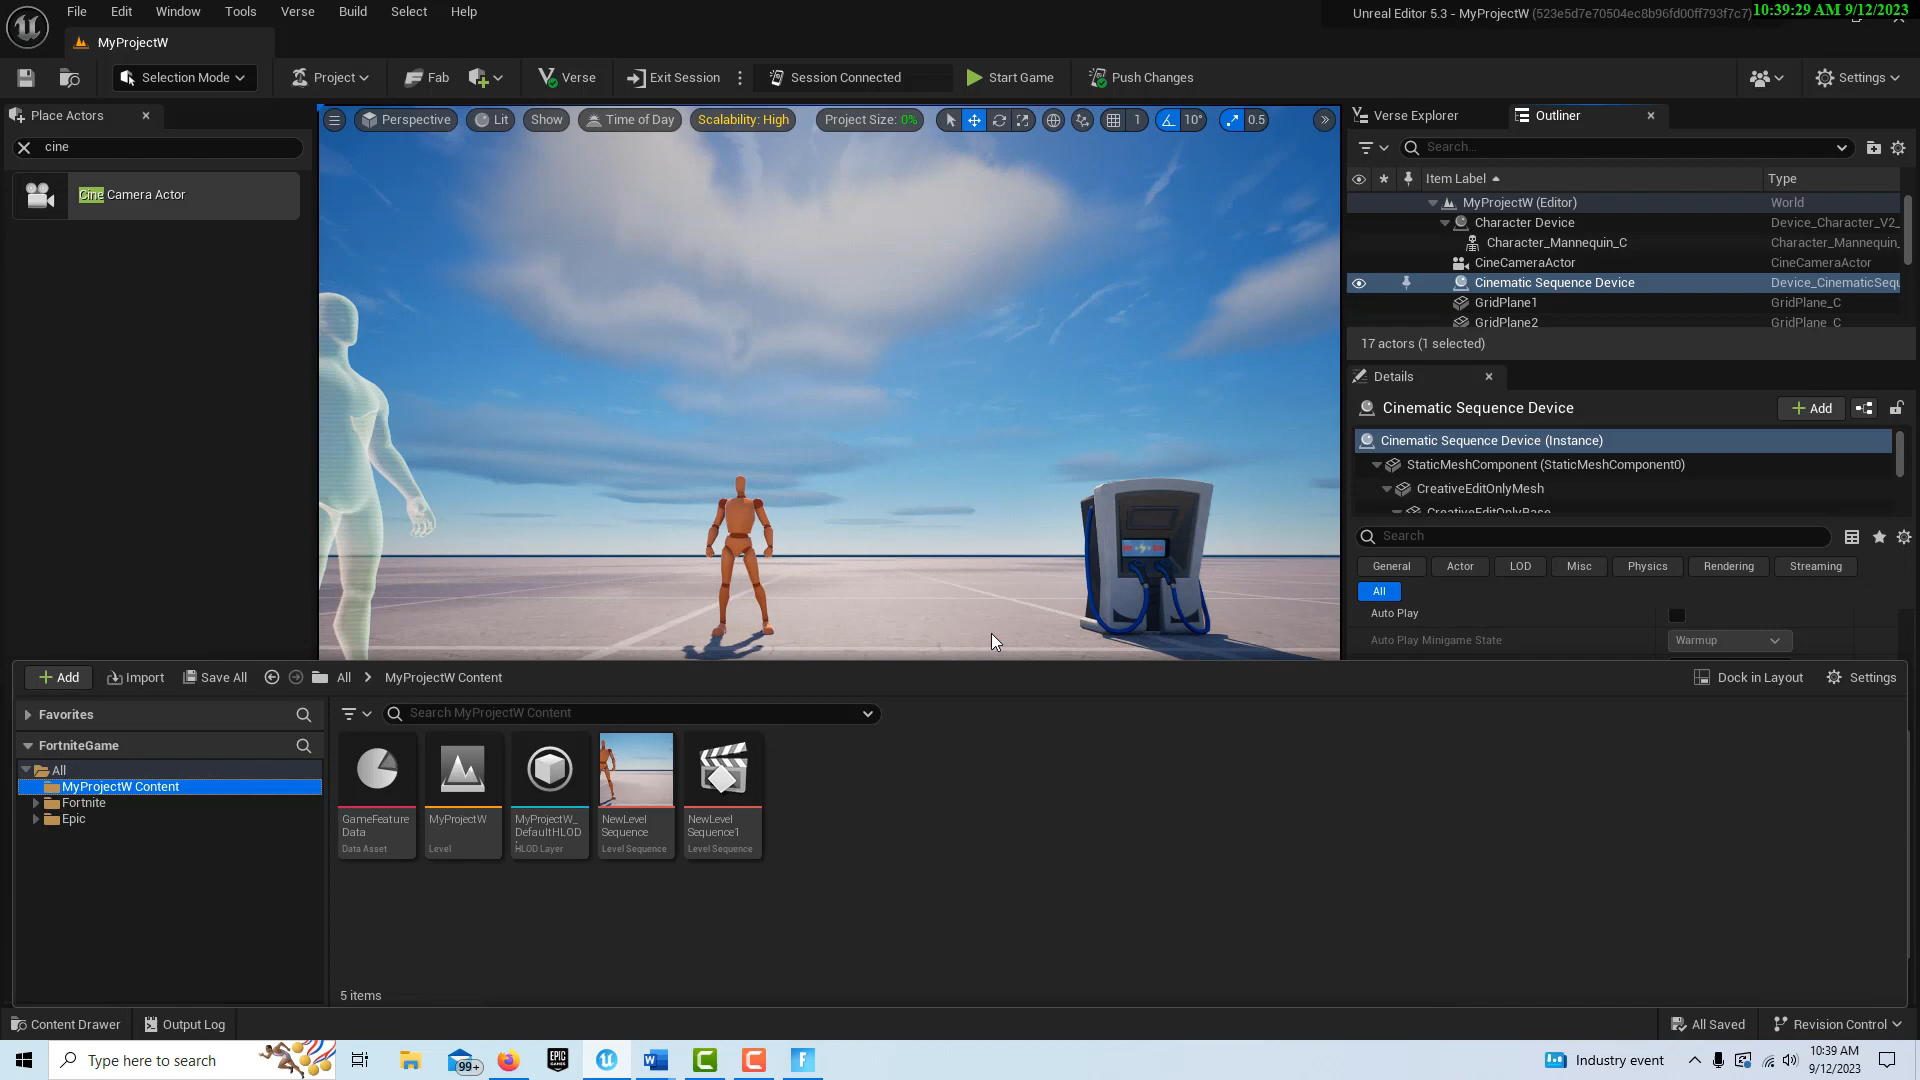 File Edit Window Tools Verse Build Select Help
Unreal Editor 5.3 - MyProjectW (523e5d7e70504ec8b96fd00ff793f7c7)
10:39:29 AM 9/12/2023
MyProjectW
Selection Mode
Project
Fab
Verse
Exit Session
Session Connected
Start Game
Push Changes
Settings
Place Actors
cine
Cine Camera Actor
Perspective
Lit
Show
Time of Day
Scalability: High
Project Size: 0%
1
10°
0.5
Verse Explorer
Outliner
Search...
Item Label
Type
MyProjectW (Editor) World
Character Device Device_Character_V2_
Character_Mannequin_C Character_Mannequin_
CineCameraActor CineCameraActor
Cinematic Sequence Device Device_CinematicSequ
GridPlane1 GridPlane_C
GridPlane2 GridPlane_C
17 actors (1 selected)
Details
Cinematic Sequence Device
Add
Cinematic Sequence Device (Instance)
StaticMeshComponent (StaticMeshComponent0)
CreativeEditOnlyMesh
CreativeEditOnlyBase
Search
General Actor LOD Misc Physics Rendering Streaming
All
Auto Play
Auto Play Minigame State Warmup
Add
Import
Save All
All
MyProjectW Content
Dock in Layout
Settings
Favorites
FortniteGame
All
MyProjectW Content
Fortnite
Epic
Search MyProjectW Content
GameFeature
Data
Data Asset
MyProjectW
Level
MyProjectW_
DefaultHLOD
HLOD Layer
NewLevel
Sequence
Level Sequence
NewLevel
Sequence1
Level Sequence
5 items
Content Drawer
Output Log
All Saved
Revision Control
Type here to search
99+
EPIC
GAMES
Industry event
10:39 AM
9/12/2023